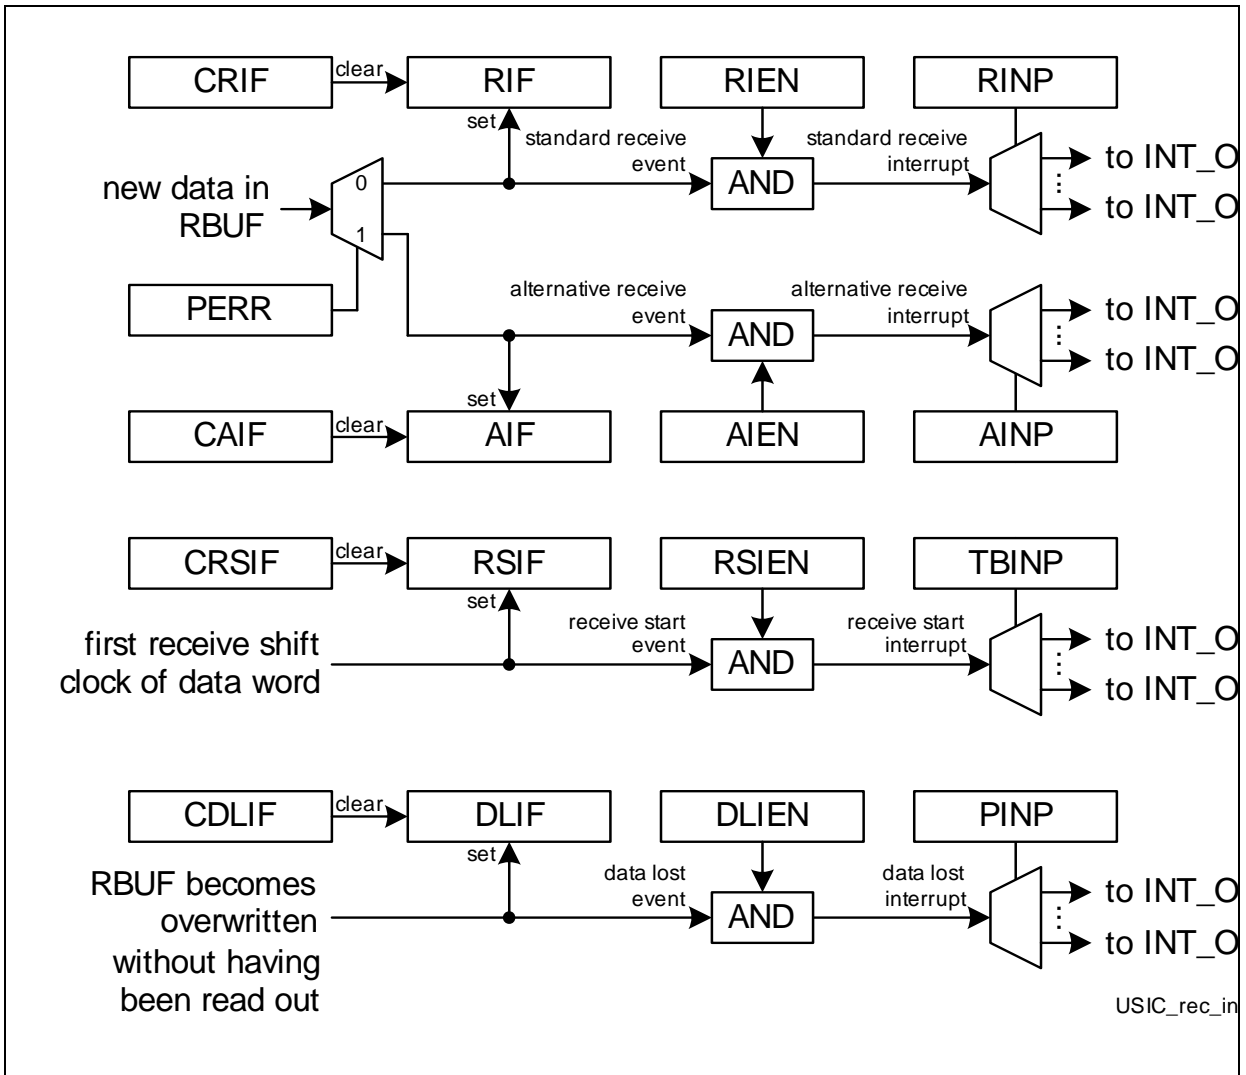 CRIF
clear
RIF
RIEN
RINP
set
standard receive
event
standard receive
interrupt
to INT_O
new data in
RBUF
0
1
AND
to INT_O
PERR
alternative receive
event
alternative receive
interrupt
to INT_O
AND
to INT_O
set
CAIF
clear
AIF
AIEN
AINP
CRSIF
clear
RSIF
RSIEN
TBINP
set
first receive shift
clock of data word
receive start
event
receive start
interrupt
to INT_O
AND
to INT_O
CDLIF
clear
DLIF
DLIEN
PINP
set
RBUF becomes
overwritten
without having
been read out
data lost
event
data lost
interrupt
to INT_O
AND
to INT_O
USIC_rec_in